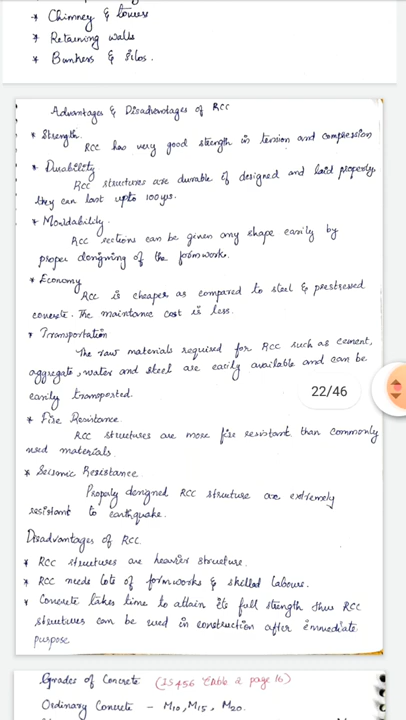 * Chimney & towers
* Retaining walls
* Bunkers & Silos.
Advantages & Disadvantages of RCC
* Strength.
RCC has very good strength in tension and compression
* Durability
RCC structures are durable if designed and laid properly,
they can last upto 100 yrs.
* Mouldability.
RCC sections can be given any shape easily by
proper designing of the formworks.
* Economy
RCC is cheaper as compared to steel & prestressed
concrete. The maintance cost is less.
* Transportation
The raw materials required for RCC such as cement,
aggregate, water and steel are easily available and can be
easily transported.
22/46
* Fire Resistance
RCC structures are more fire resistant than commonly
used materials.
* Seismic Resistance.
Propely designed RCC structure are extremely
resistant to earthquake.
Disadvantages of RCC.
* RCC structures are heavier structure.
* RCC needs lots of formworks & skilled labours.
* Concrete takes time to attain its full strength thus RCC
structures can be used in construction after immediate
purpose
Grades of Concrete (IS456 table 2 page 16)
Ordinary Concrete - M10, M15, M20.